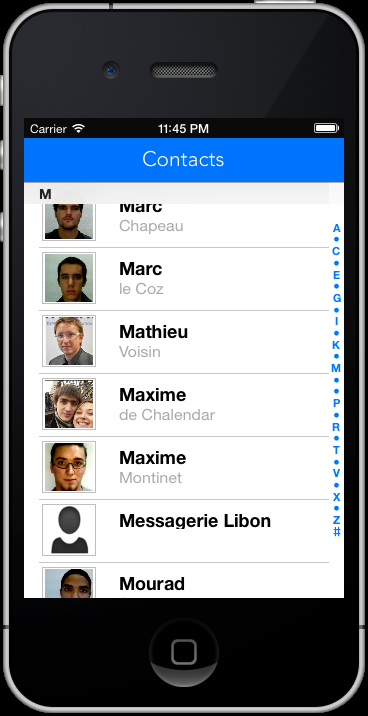 Carrier 11:45 PM
Contacts
M
Marc
Chapeau
Marc
le Coz
Mathieu
Voisin
Maxime
de Chalendar
Maxime
Montinet
Messagerie Libon
Mourad
A
C
E
G
I
K
M
P
R
T
V
X
Z
#